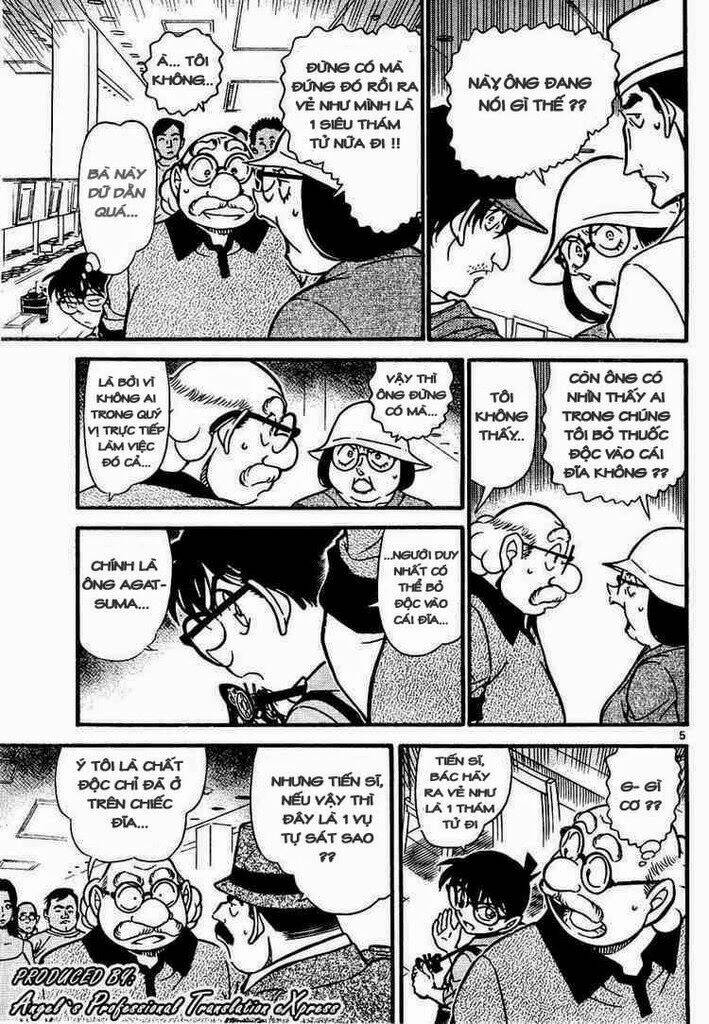 NÀY, ÔNG ĐANG
NÓI GÌ THẾ ??
ĐỪNG CÓ MÀ
ĐỨNG ĐÓ RỒI RA
VẺ NHƯ MÌNH LÀ
1 SIÊU THÁM
TỬ NỮA ĐI !!
À... TÔI
KHÔNG...
BÀ NÀY
DỮ DẰN
QUÁ...
CÒN ÔNG CÓ
NHÌN THẤY AI
TRONG CHÚNG
TÔI BỎ THUỐC
ĐỘC VÀO CÁI
ĐĨA KHÔNG ??
TÔI
KHÔNG
THẤY...
VẬY THÌ
ÔNG ĐỪNG
CÓ MÀ...
LÀ BỞI VÌ
KHÔNG AI
TRONG QUÝ
VỊ TRỰC TIẾP
LÀM VIỆC
ĐÓ CẢ...
...NGƯỜI DUY
NHẤT CÓ
THỂ BỎ
ĐỘC VÀO
CÁI ĐĨA...
CHÍNH LÀ
ÔNG AGAT-
SUMA...
5
G- GÌ
CƠ ??
TIẾN SĨ,
BÁC HÃY
RA VẺ NHƯ
LÀ 1 THÁM
TỬ ĐI
NHƯNG TIẾN SĨ,
NẾU VẬY THÌ
ĐÂY LÀ 1 VỤ
TỰ SÁT SAO
??
Ý TÔI LÀ CHẤT
ĐỘC CHỈ ĐÃ Ở
TRÊN CHIẾC
ĐĨA...
PRODUCED BY:
Angel's Professional Translation eXpress